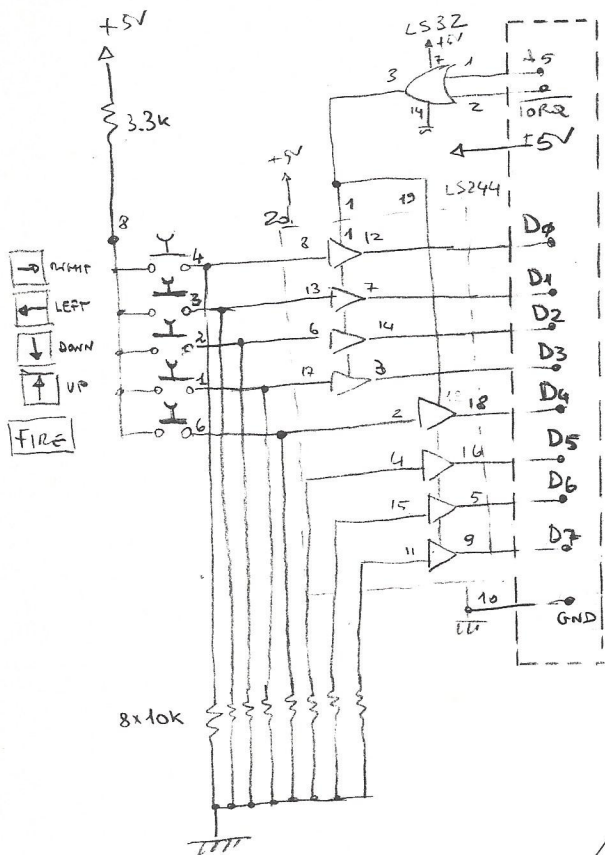 +5V
LS32
+5V
7
1
A5
3
2
14
IORQ
3.3k
+5V
+5V
LS244
20
19
8
1
1
RIGHT
4
8
12
D0
LEFT
3
13
7
D1
DOWN
2
6
14
D2
UP
1
17
3
D3
FIRE
6
2
18
D4
4
16
D5
15
5
D6
11
9
D7
10
GND
8x10k